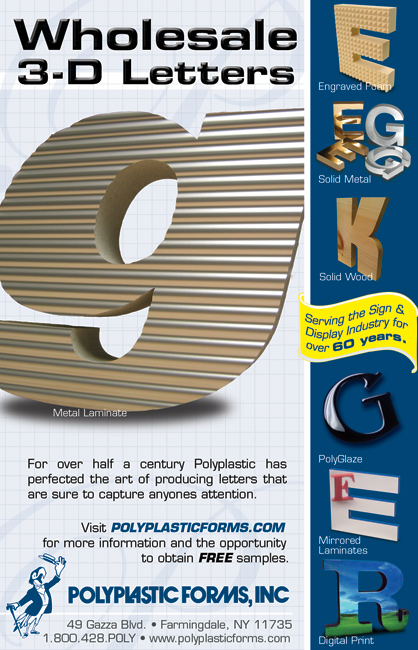 Wholesale
3-D Letters
g
Metal Laminate
For over half a century Polyplastic has
perfected the art of producing letters that
are sure to capture anyones attention.
Visit POLYPLASTICFORMS.COM
for more information and the opportunity
to obtain FREE samples.
POLYPLASTIC FORMS, INC
49 Gazza Blvd. • Farmingdale, NY 11735
1.800.428.POLY • www.polyplasticforms.com
E
Engraved Foam
E G
E G
Solid Metal
K
Solid Wood
Serving the Sign &
Display Industry for
over 60 years.
G
PolyGlaze
F E
Mirrored
Laminates
R
Digital Print